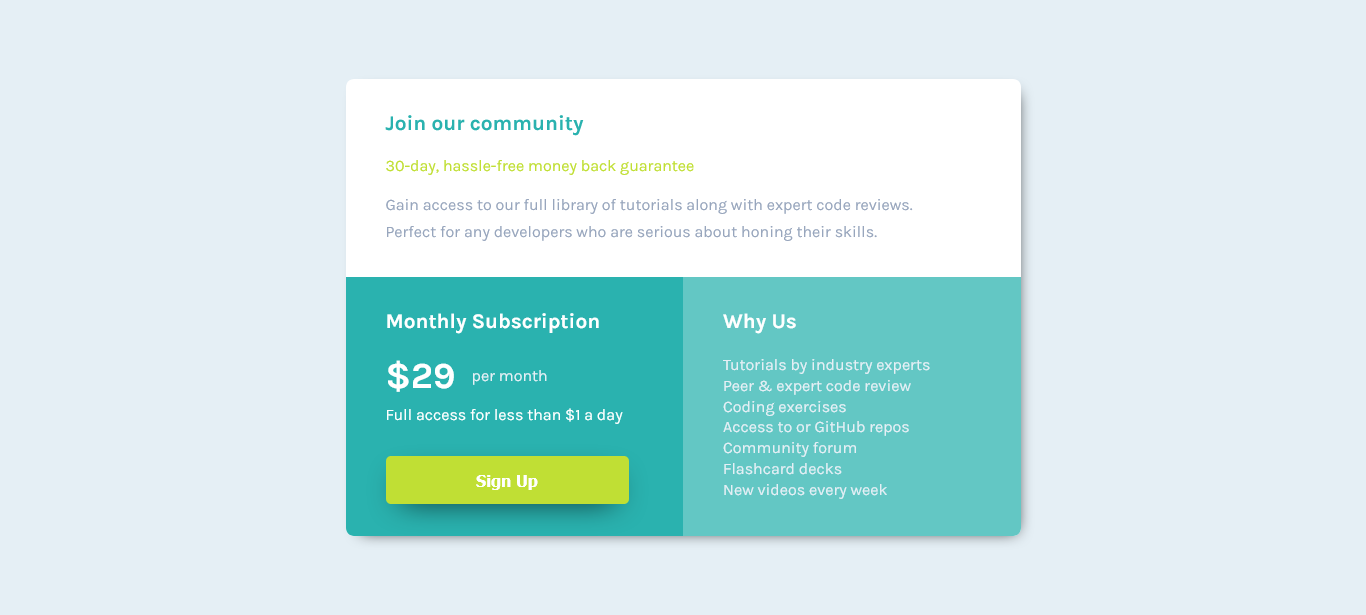 Join our community
30-day, hassle-free money back guarantee
Gain access to our full library of tutorials along with expert code reviews.
Perfect for any developers who are serious about honing their skills.
Monthly Subscription
$29 per month
Full access for less than $1 a day
Sign Up
Why Us
Tutorials by industry experts
Peer & expert code review
Coding exercises
Access to or GitHub repos
Community forum
Flashcard decks
New videos every week